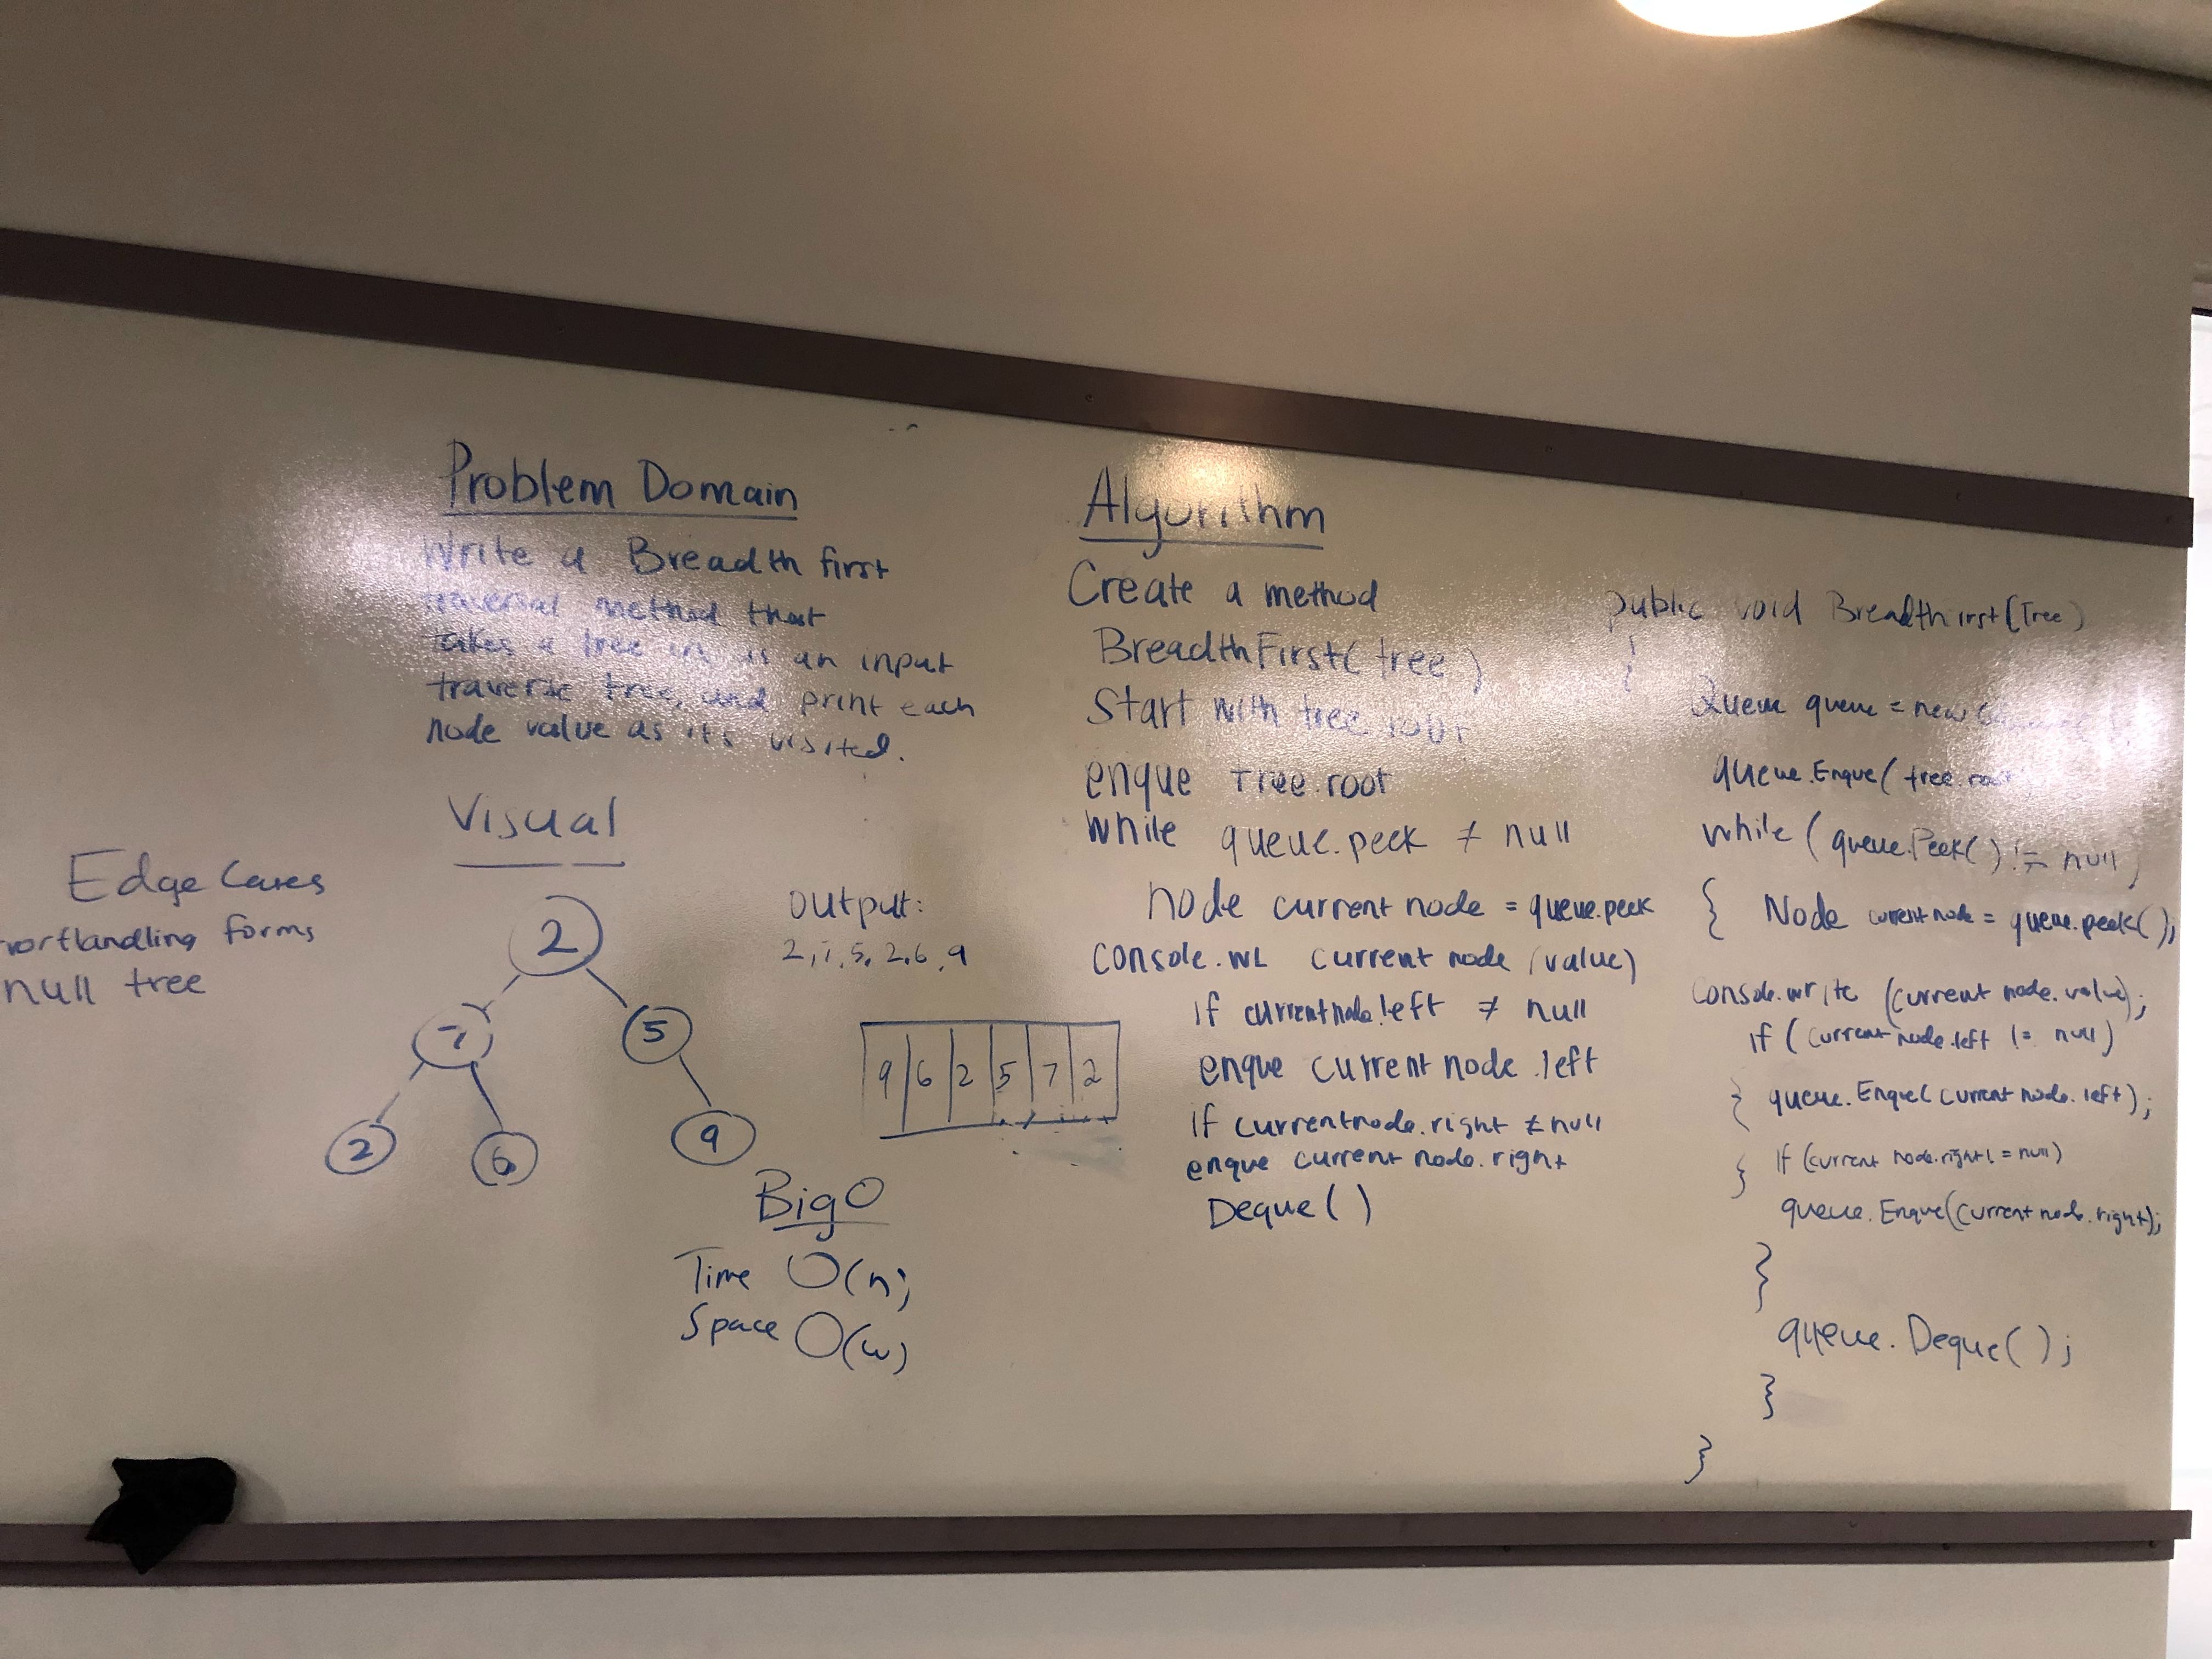 Problem Domain
Write a Breadth first
traversal method that
takes a tree in as an input
traverse tree, and print each
node value as it's visited.
Visual
Edge Cases
forms
null tree
2
7
5
2
6
9
output:
2,7,5,2,6,9
9 6 2 5 7 2
Big O
Time O(n)
Space O(w)
Algorithm
Create a method
BreadthFirst(tree)
Start with tree root
enque Tree.root
while queue.peek ≠ null
node current node = queue.peek
console.WL current node (value)
if currentnode.left ≠ null
enque current node.left
if currentnode.right ≠ null
enque current node.right
Deque()
public void Breadthfirst(Tree)
{
queue = new
queue.Enque(tree.root
while (queue.Peek() != null)
{ Node currentnode = queue.peek();
Console.write (current node.value);
if (current node.left != null)
{ queue.Enque(current node.left);
} if (current node.right != null)
queue.Enque(current node.right);
}
queue.Deque();
}
}